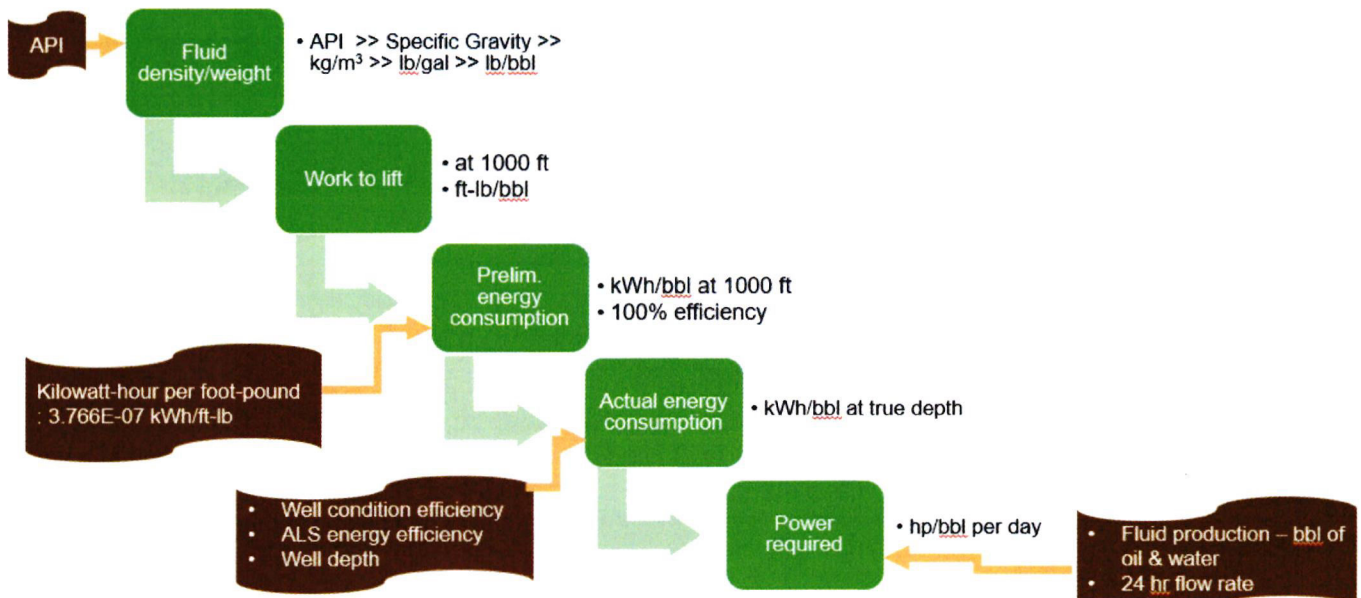 API
Fluid
density/weight
• API >> Specific Gravity >>
kg/m³ >> lb/gal >> lb/bbl
Work to lift
• at 1000 ft
• ft-lb/bbl
Prelim.
energy
consumption
• kWh/bbl at 1000 ft
• 100% efficiency
Kilowatt-hour per foot-pound
: 3.766E-07 kWh/ft-lb
Actual energy
consumption
• kWh/bbl at true depth
• Well condition efficiency
• ALS energy efficiency
• Well depth
Power
required
• hp/bbl per day
• Fluid production – bbl of
oil & water
• 24 hr flow rate